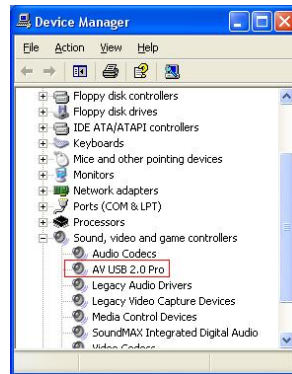 Device Manager
File Action View Help
Floppy disk controllers
Floppy disk drives
IDE ATA/ATAPI controllers
Keyboards
Mice and other pointing devices
Monitors
Network adapters
Ports (COM & LPT)
Processors
Sound, video and game controllers
Audio Codecs
AV USB 2.0 Pro
Legacy Audio Drivers
Legacy Video Capture Devices
Media Control Devices
SoundMAX Integrated Digital Audio
Video Codecs